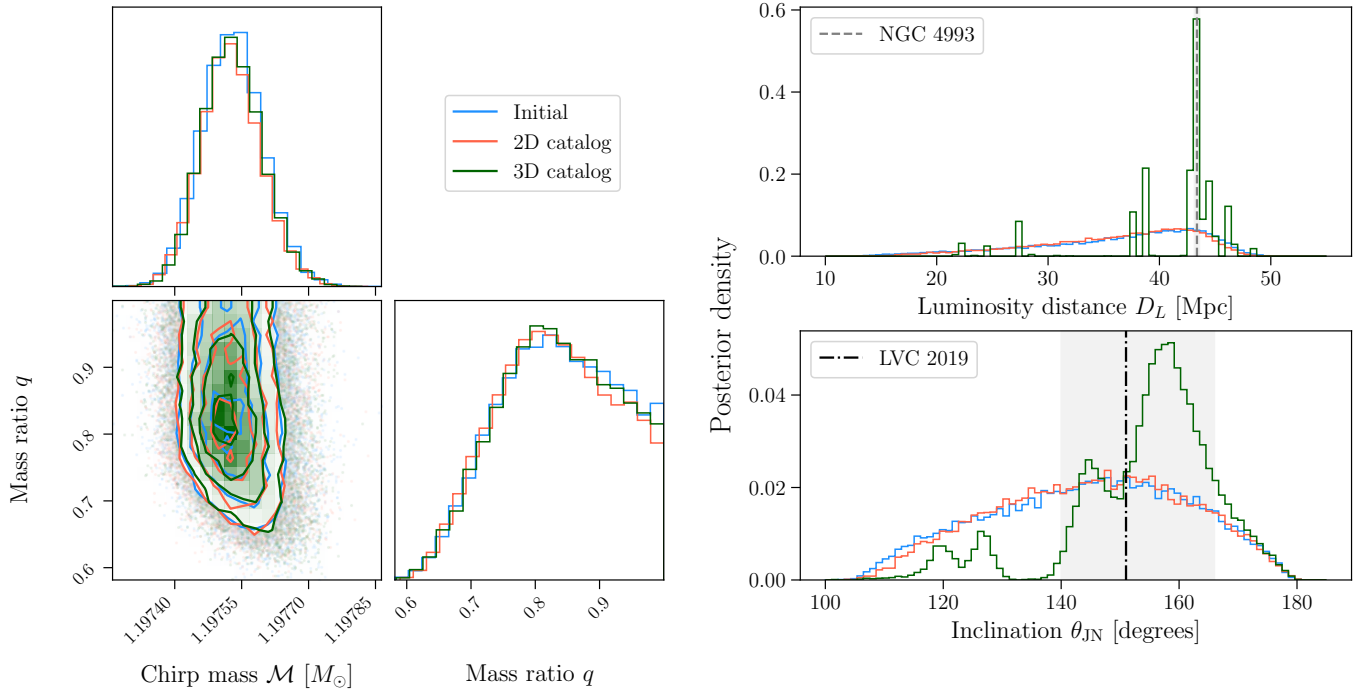 Initial
2D catalog
3D catalog
Mass ratio q
0.9
0.8
0.7
0.6
1.19740
1.19755
1.19770
1.19785
Chirp mass ℳ [M☉]
0.6
0.7
0.8
0.9
Mass ratio q
Posterior density
0.6
0.4
0.2
0.0
NGC 4993
10
20
30
40
50
Luminosity distance D_L [Mpc]
0.04
0.02
0.00
LVC 2019
100
120
140
160
180
Inclination θ_JN [degrees]